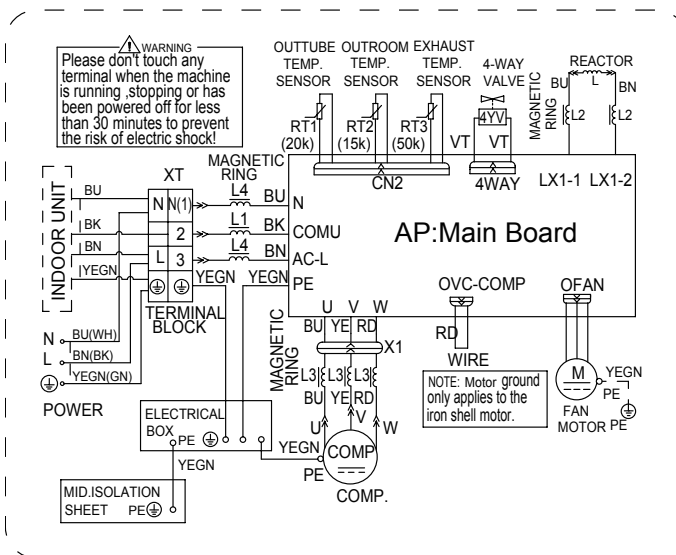 WARNING
Please don't touch any
terminal when the machine
is running ,stopping or has
been powered off for less
than 30 minutes to prevent
the risk of electric shock!
OUTTUBE OUTROOM EXHAUST
TEMP. TEMP. TEMP.
SENSOR SENSOR SENSOR
4-WAY
VALVE
REACTOR
BU L BN
MAGNETIC
RING
L2 L2
4YV
RT1 RT2 RT3
(20k) (15k) (50k)
VT VT
CN2
4WAY
LX1-1 LX1-2
INDOOR UNIT
BU
BK
BN
YEGN
XT
N N(1)
2
L 3
TERMINAL
BLOCK
MAGNETIC
RING
L4 BU N
L1 BK COMU
L4 BN AC-L
YEGN YEGN PE
AP:Main Board
OVC-COMP OFAN
U V W
BU YE RD
X1
MAGNETIC
RING
L3 L3 L3
BU YE RD
U V W
RD
WIRE
NOTE: Motor ground
only applies to the
iron shell motor.
M
YEGN
PE
FAN
MOTOR PE
N BU(WH)
L BN(BK)
YEGN(GN)
POWER
ELECTRICAL
BOX PE
YEGN
PE
COMP
COMP.
YEGN
MID.ISOLATION
SHEET PE